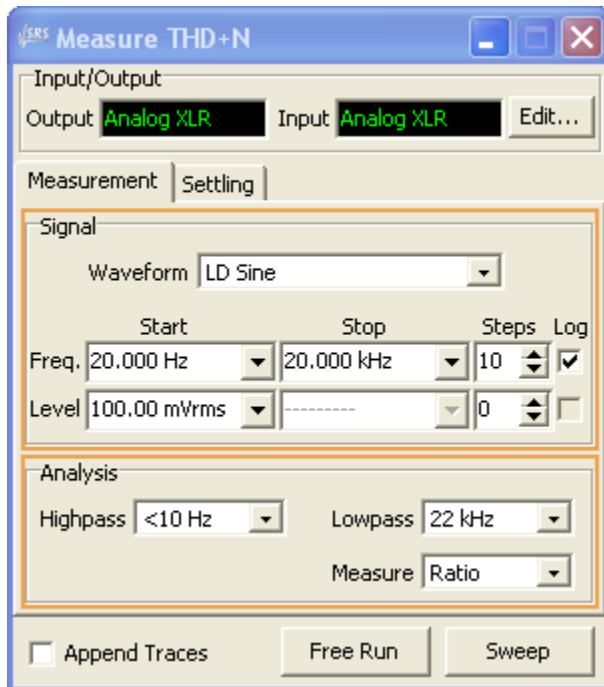 SRS Measure THD+N
Input/Output
Output Analog XLR Input Analog XLR Edit...
Measurement Settling
Signal
Waveform LD Sine
Start Stop Steps Log
Freq. 20.000 Hz 20.000 kHz 10
Level 100.00 mVrms --------- 0
Analysis
Highpass <10 Hz Lowpass 22 kHz
Measure Ratio
Append Traces Free Run Sweep